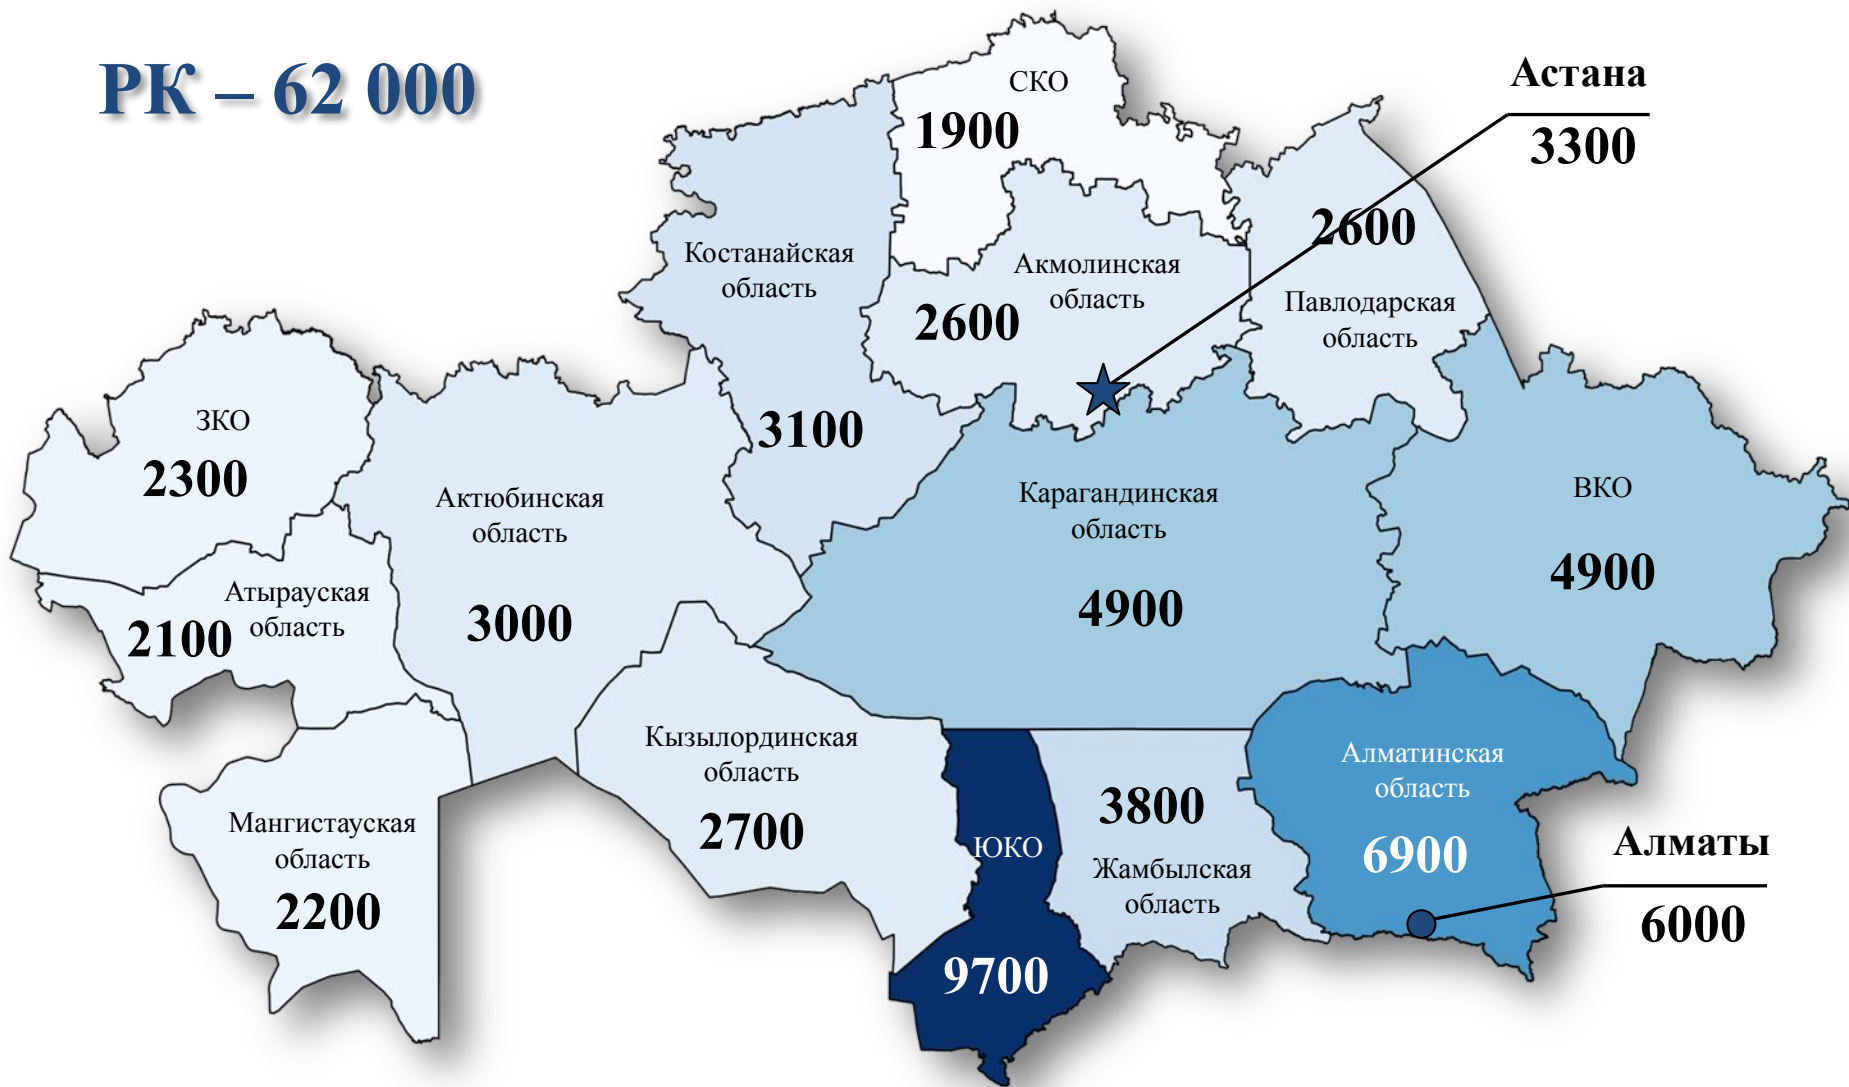 РК – 62 000
СКО
1900
Астана
3300
Костанайская
область
3100
Акмолинская
область
2600
2600
Павлодарская
область
ЗКО
2300
Актюбинская
область
3000
Атырауская
область
2100
Карагандинская
область
4900
ВКО
4900
Мангистауская
область
2200
Кызылординская
область
2700
ЮКО
9700
3800
Жамбылская
область
Алматинская
область
6900
Алматы
6000